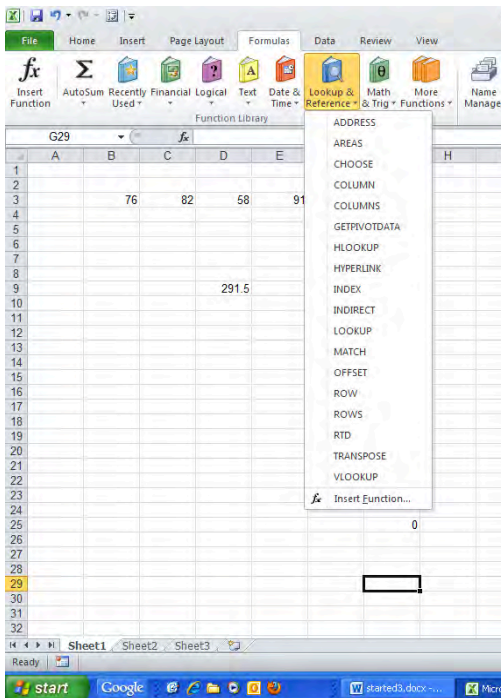 File Home Insert Page Layout Formulas Data Review View
fx Σ
Insert Function AutoSum Recently Used Financial Logical Text Date & Time Lookup & Reference Math & Trig More Functions Name
Function Library
G29 fx
A B C D E H
1
2
3 76 82 58 91
4
5
6
7
8
9 291.5
10
11
12
13
14
15
16
17
18
19
20
21
22
23
24
25 0
26
27
28
29
30
31
32
ADDRESS
AREAS
CHOOSE
COLUMN
COLUMNS
GETPIVOTDATA
HLOOKUP
HYPERLINK
INDEX
INDIRECT
LOOKUP
MATCH
OFFSET
ROW
ROWS
RTD
TRANSPOSE
VLOOKUP
fx Insert Function...
Sheet1 Sheet2 Sheet3
Ready
start Google started3.docx -...